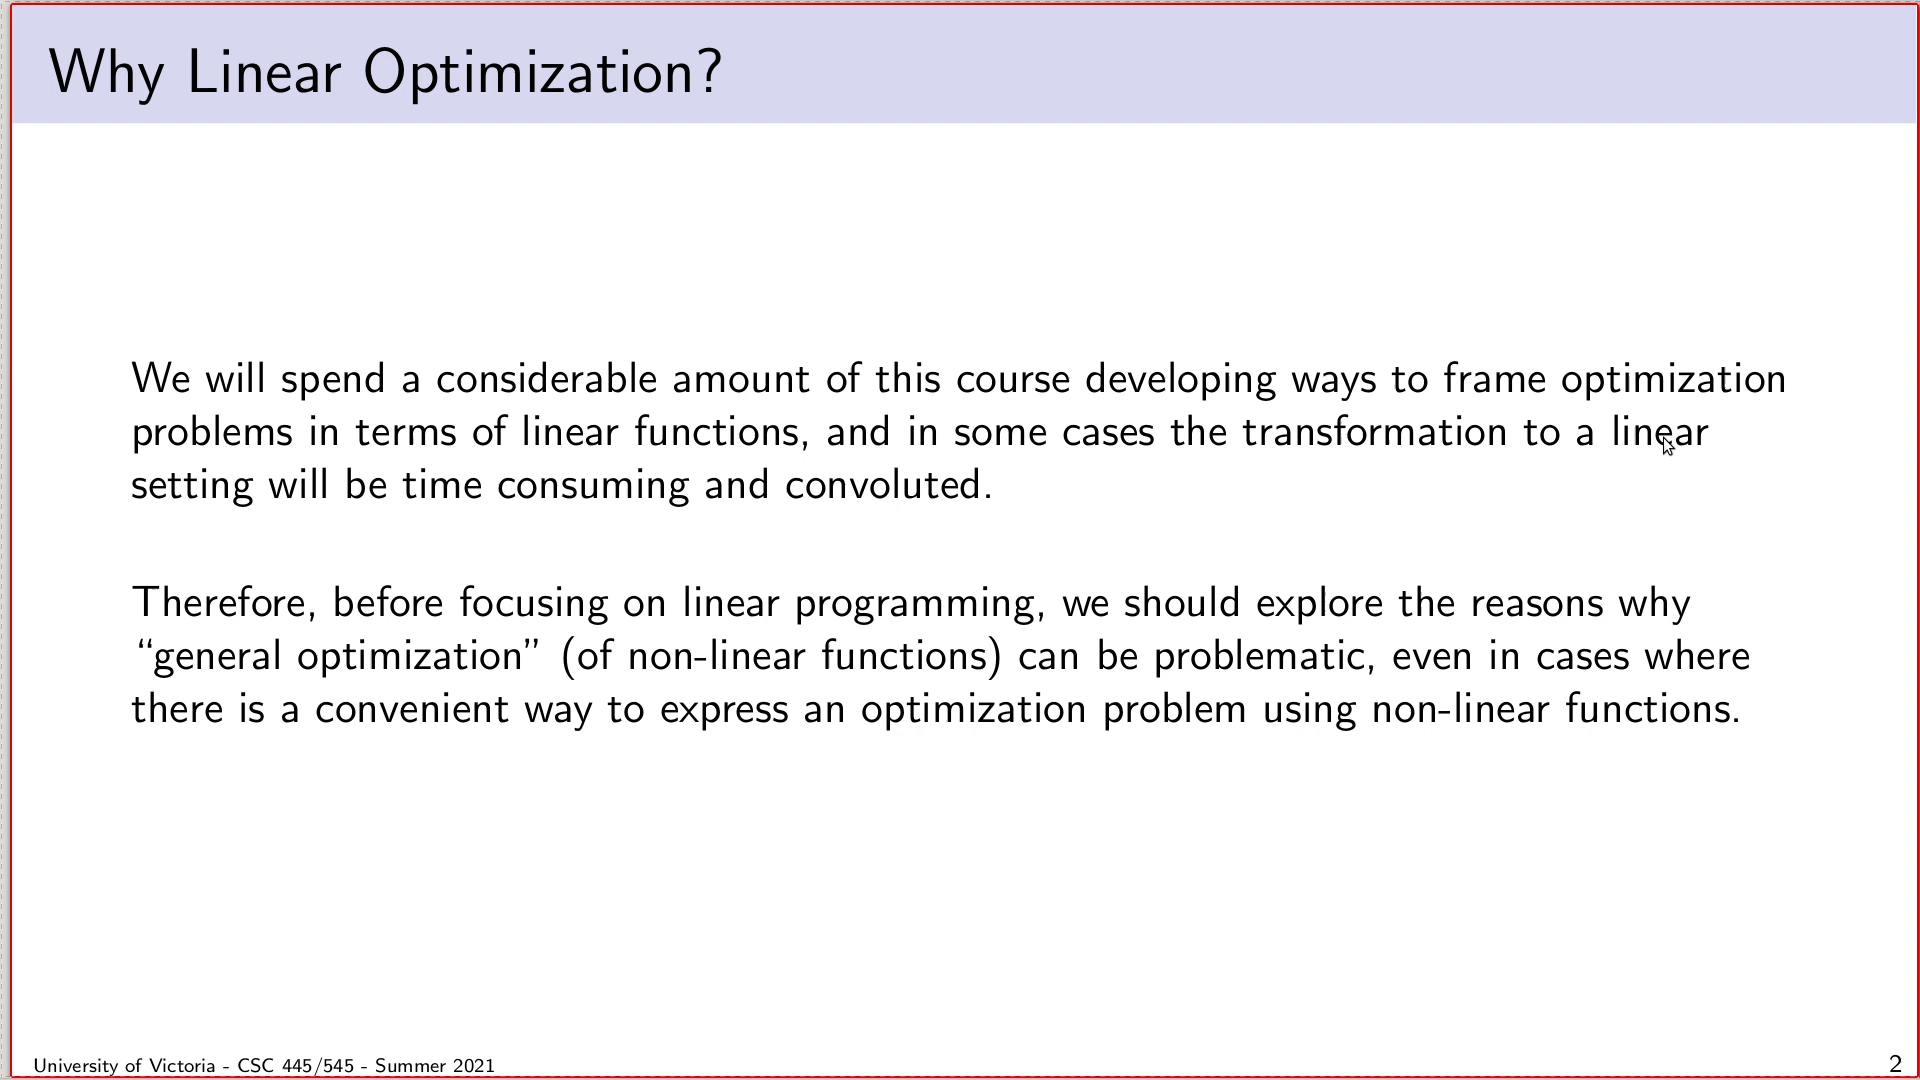 Why Linear Optimization?
We will spend a considerable amount of this course developing ways to frame optimization
problems in terms of linear functions, and in some cases the transformation to a linear
setting will be time consuming and convoluted.
Therefore, before focusing on linear programming, we should explore the reasons why
“general optimization” (of non-linear functions) can be problematic, even in cases where
there is a convenient way to express an optimization problem using non-linear functions.
University of Victoria - CSC 445/545 - Summer 2021
2